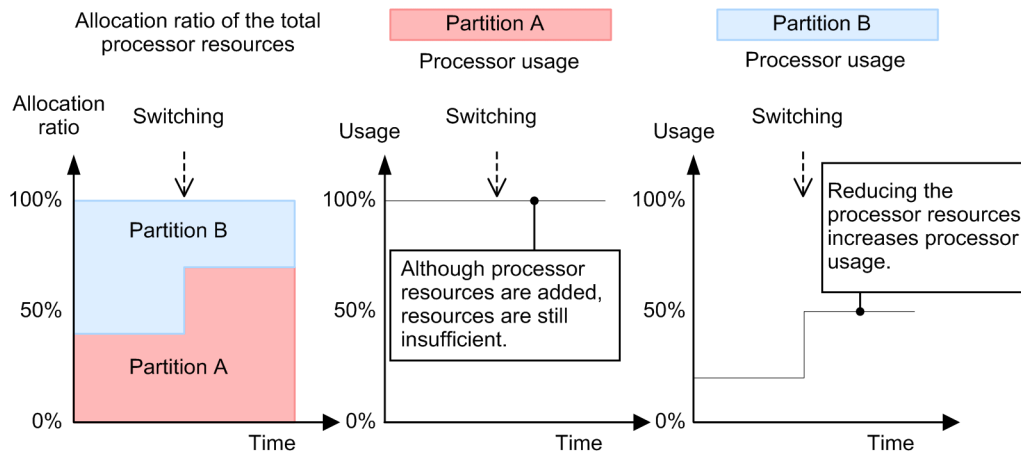 Allocation ratio of the total
processor resources
Partition A
Processor usage
Partition B
Processor usage
Allocation
ratio
Switching
100%
50%
0%
Partition B
Partition A
Time
Usage
Switching
100%
50%
0%
Although processor
resources are added,
resources are still
insufficient.
Time
Usage
Switching
100%
50%
0%
Reducing the
processor resources
increases processor
usage.
Time